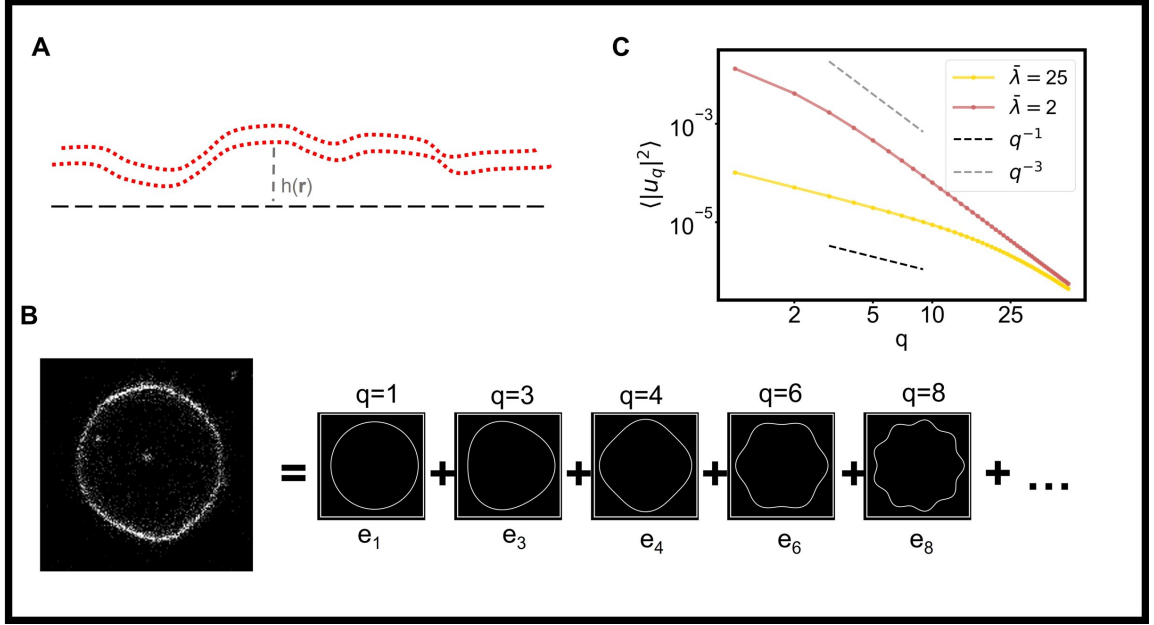 A
h(r)
B
=
q=1
+
q=3
+
q=4
+
q=6
+
q=8
+ ...
e₁
e₃
e₄
e₆
e₈
C
⟨|u_q|²⟩
10⁻³
10⁻⁵
2
5
10
25
q
λ̄ = 25
λ̄ = 2
q⁻¹
q⁻³